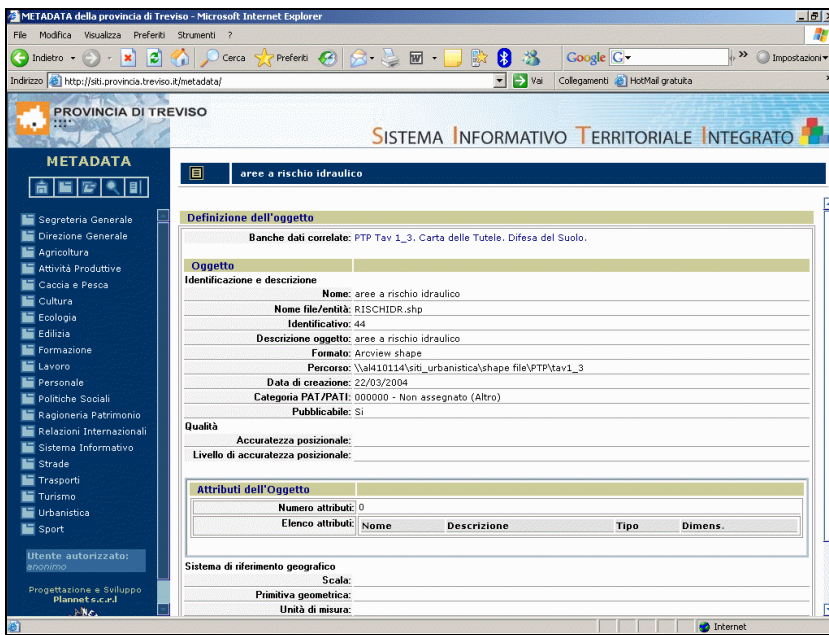 METADATA della provincia di Treviso - Microsoft Internet Explorer
File Modifica Visualizza Preferiti Strumenti ?
Indietro Cerca Preferiti Google G Impostazioni
Indirizzo http://siti.provincia.treviso.it/metadata/ Vai Collegamenti HotMail gratuita
PROVINCIA DI TREVISO
SISTEMA INFORMATIVO TERRITORIALE INTEGRATO
METADATA
Segreteria Generale
Direzione Generale
Agricoltura
Attività Produttive
Caccia e Pesca
Cultura
Ecologia
Edilizia
Formazione
Lavoro
Personale
Politiche Sociali
Ragioneria Patrimonio
Relazioni Internazionali
Sistema Informativo
Strade
Trasporti
Turismo
Urbanistica
Sport
Utente autorizzato:
anonimo
Progettazione e Sviluppo
Plannet s.c.r.l
aree a rischio idraulico
Definizione dell'oggetto
Banche dati correlate: PTP Tav 1_3. Carta delle Tutele. Difesa del Suolo.
Oggetto
Identificazione e descrizione
Nome: aree a rischio idraulico
Nome file/entità: RISCHIDR.shp
Identificativo: 44
Descrizione oggetto: aree a rischio idraulico
Formato: Arcview shape
Percorso: \\al410114\siti_urbanistica\shape file\PTP\tav1_3
Data di creazione: 22/03/2004
Categoria PAT/PATI: 000000 - Non assegnato (Altro)
Pubblicabile: Si
Qualità
Accuratezza posizionale:
Livello di accuratezza posizionale:
Attributi dell'Oggetto
Numero attributi: 0
Elenco attributi: Nome Descrizione Tipo Dimens.
Sistema di riferimento geografico
Scala:
Primitiva geometrica:
Unità di misura:
Internet